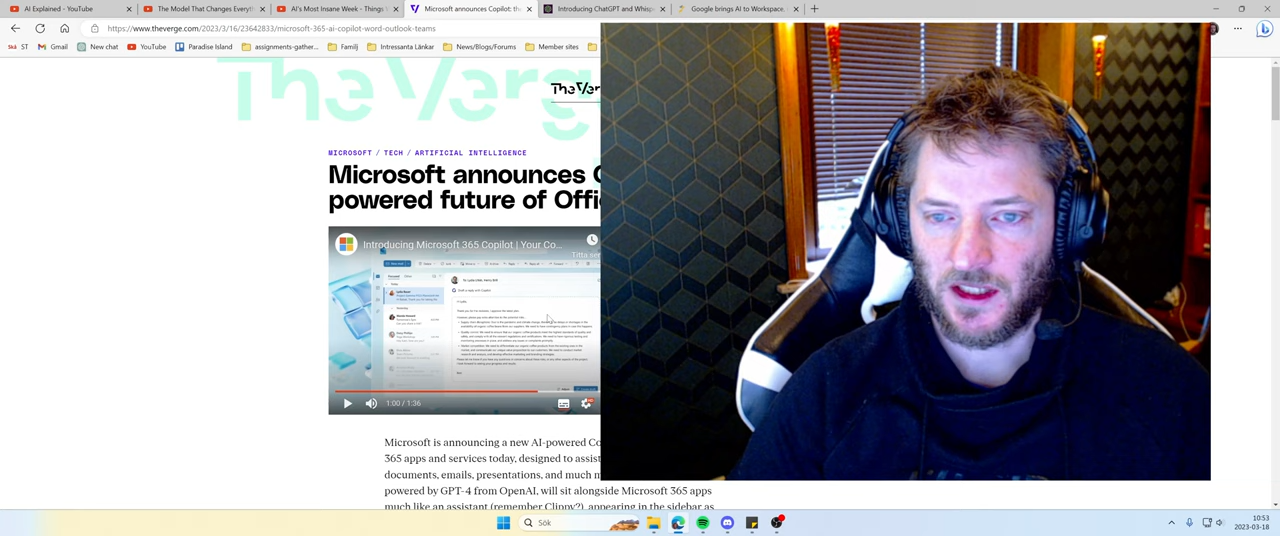 AI Explained - YouTube
The Model That Changes Everyth
AI's Most Insane Week - Things
Microsoft announces Copilot: the
Introducing ChatGPT and Whisp
Google brings AI to Workspace.
https://www.theverge.com/2023/3/16/23642833/microsoft-365-ai-copilot-word-outlook-teams
Skå ST
Gmail
New chat
YouTube
Paradise Island
assignments-gather...
Familj
Intressanta Länkar
News/Blogs/Forums
Member sites
TheVerg
TheVer
MICROSOFT / TECH / ARTIFICIAL INTELLIGENCE
Microsoft announces
powered future of Offi
Introducing Microsoft 365 Copilot | Your Co...
Titta sen
1:00 / 1:36
Microsoft is announcing a new AI-powered Co
365 apps and services today, designed to assist
documents, emails, presentations, and much m
powered by GPT-4 from OpenAI, will sit alongside Microsoft 365 apps
much like an assistant (remember Clippy?), appearing in the sidebar as
Sök
10:53
2023-03-18